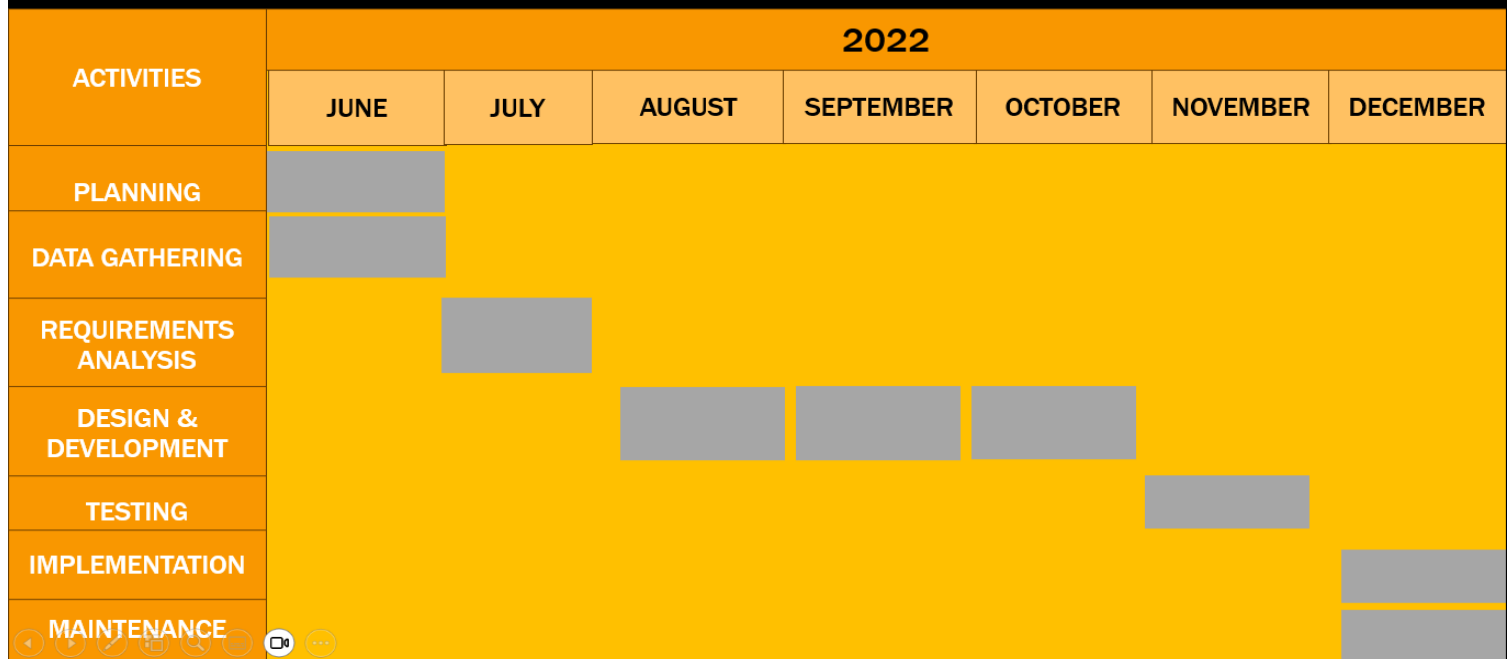 ACTIVITIES
2022
JUNE JULY AUGUST SEPTEMBER OCTOBER NOVEMBER DECEMBER
PLANNING
DATA GATHERING
REQUIREMENTS
ANALYSIS
DESIGN &
DEVELOPMENT
TESTING
IMPLEMENTATION
MAINTENANCE